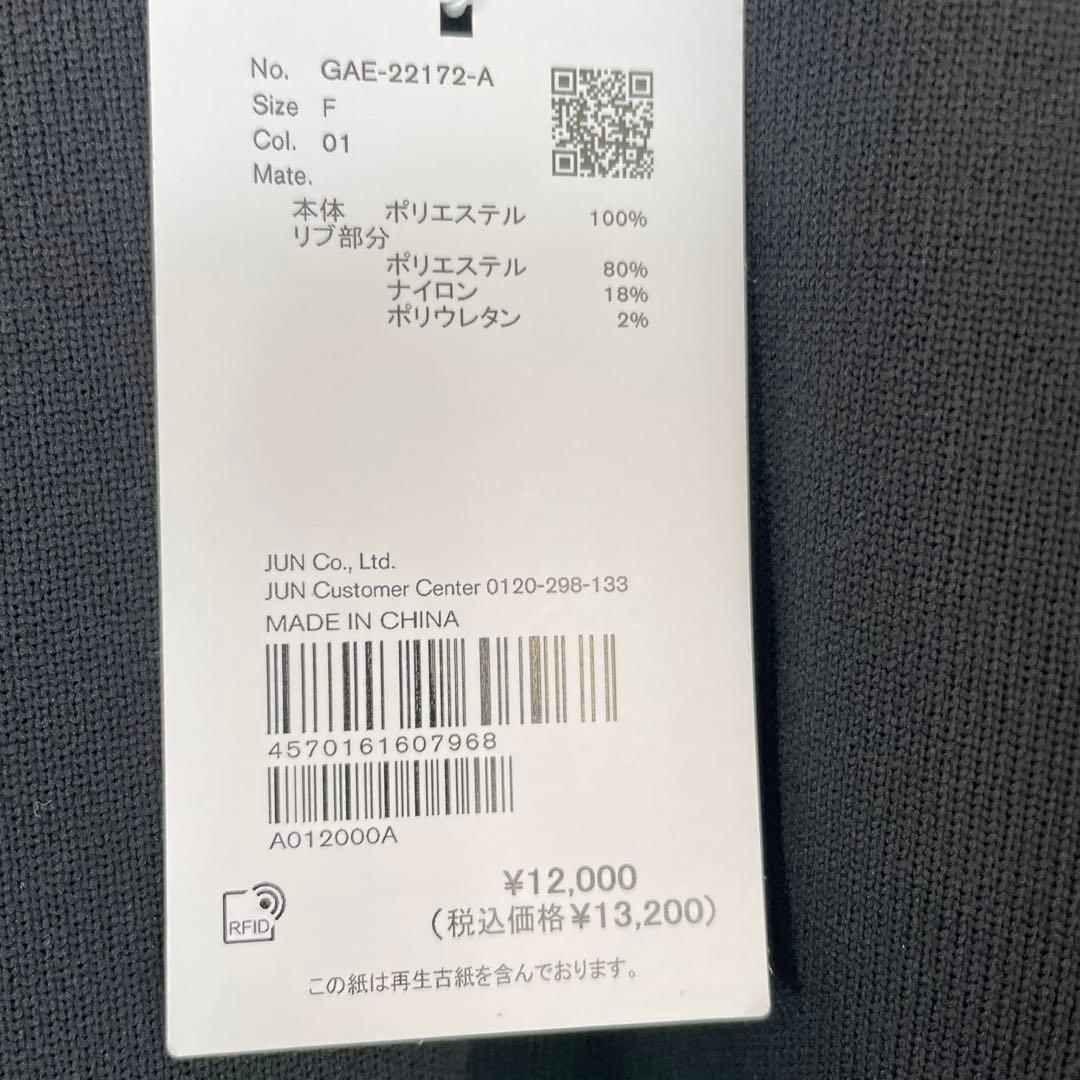 No. GAE-22172-A
Size F
Col. 01
Mate.
本体 ポリエステル 100%
リブ部分
ポリエステル 80%
ナイロン 18%
ポリウレタン 2%
JUN Co., Ltd.
JUN Customer Center 0120-298-133
MADE IN CHINA
4570161607968
A012000A
¥12,000
(税込価格¥13,200)
RFID
この紙は再生古紙を含んでおります。